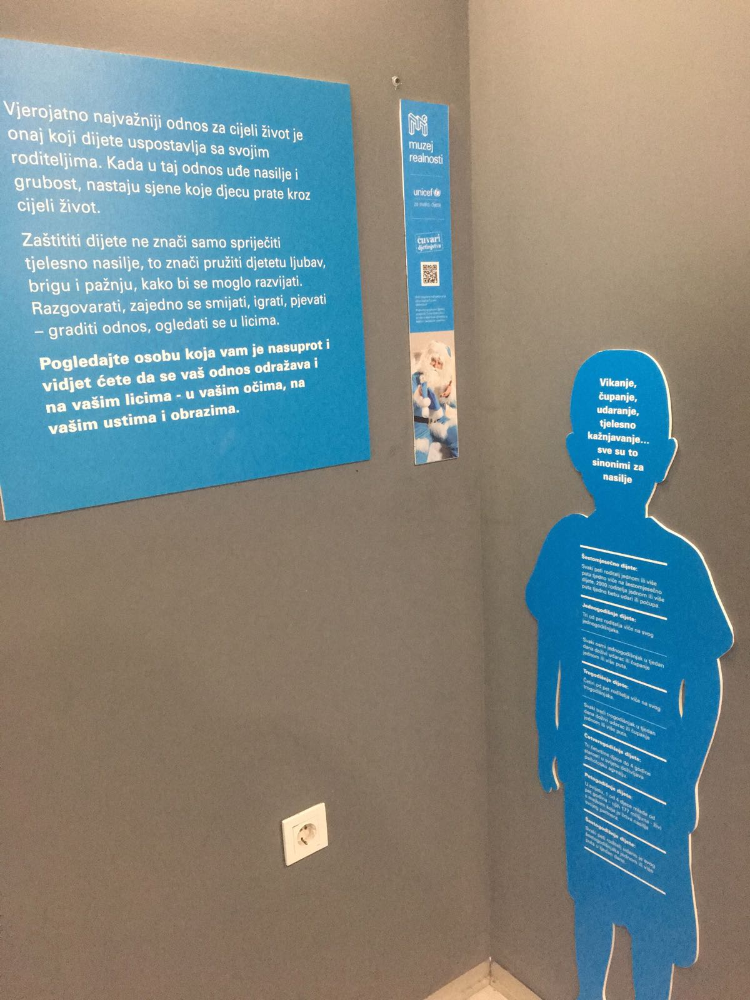 Vjerojatno najvažniji odnos za cijeli život je
onaj koji dijete uspostavlja sa svojim
roditeljima. Kada u taj odnos uđe nasilje i
grubost, nastaju sjene koje djecu prate kroz
cijeli život.
Zaštititi dijete ne znači samo spriječiti
tjelesno nasilje, to znači pružiti djetetu ljubav,
brigu i pažnju, kako bi se moglo razvijati.
Razgovarati, zajedno se smijati, igrati, pjevati
– graditi odnos, ogledati se u licima.
Pogledajte osobu koja vam je nasuprot i
vidjet ćete da se vaš odnos odražava i
na vašim licima - u vašim očima, na
vašim ustima i obrazima.
muzej
realnosti
unicef
za svako dijete
čuvari
djetinjstva
Vikanje,
čupanje,
udaranje,
tjelesno
kažnjavanje...
sve su to
sinonimi za
nasilje
Šestomjesečno dijete:
Svaki peti roditelj jednom ili više
puta tjedno viče na šestomjesečno
dijete, 2000 roditelja jednom ili više
puta tjedno bebu udari ili počupa.
Jednogodišnje dijete:
Tri od pet roditelja viče na svog
jednogodišnjaka.
Svaki osmi jednogodišnjak u tjedan
dana doživi udarac ili čupanje
jednom ili više puta.
Trogodišnje dijete:
Četiri od pet roditelja viče na svog
trogodišnjaka.
Svaki treći trogodišnjak u tjedan
dana doživi udarac ili čupanje
jednom ili više puta.
Četverogodišnje dijete:
Tri četvrtine djece do 4 godine
starosti u svijetu doživljava
psihološku agresiju.
Petogodišnje dijete:
U svijetu, 1 od 4 djece mlađe od
pet godina - njih 177 milijuna - živi
s majkom koja je žrtva nasilja
svojeg partnera.
Šestogodišnje dijete:
Svaki peti roditelj udario je svog
šestogodišnjaka jednom ili više
puta u tjedan dana.